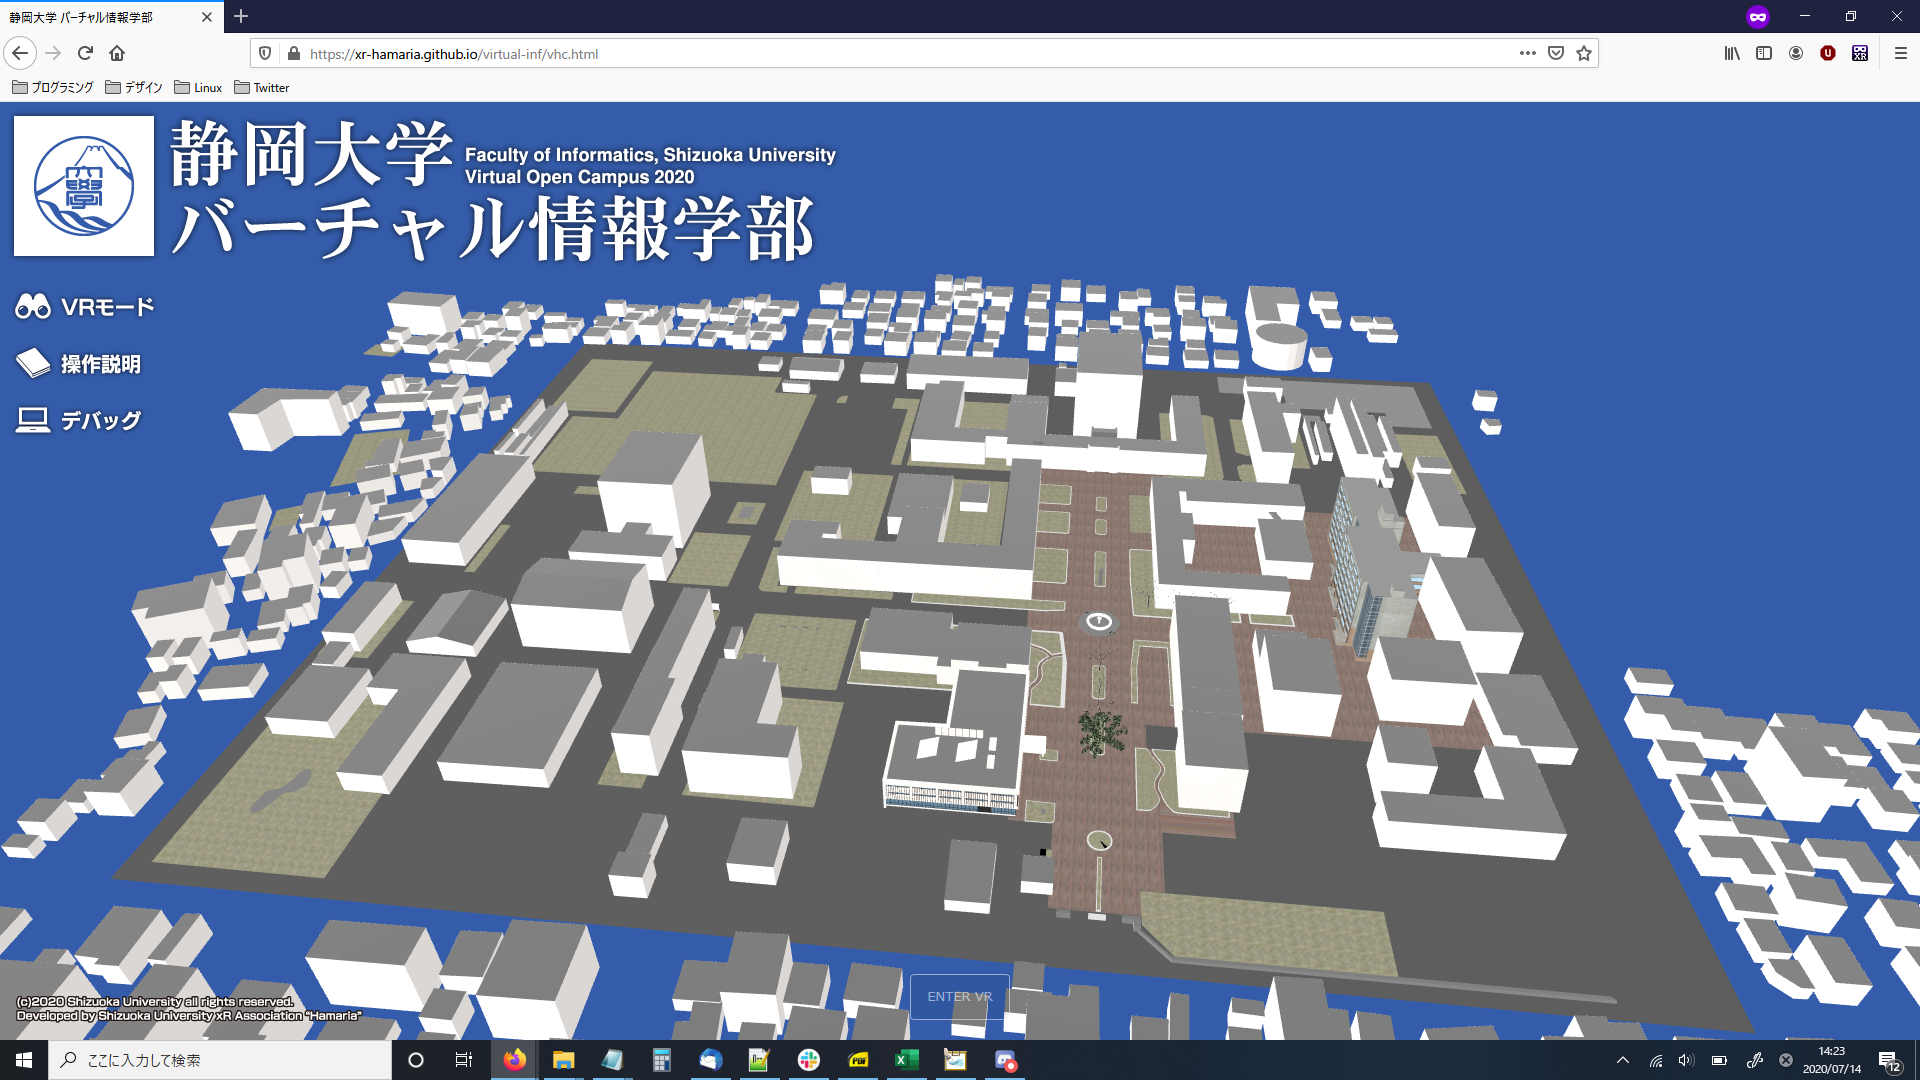 静岡大学 バーチャル情報学部
https://xr-hamaria.github.io/virtual-inf/vhc.html
プログラミング
デザイン
Linux
Twitter
静岡大学
Faculty of Informatics, Shizuoka University
Virtual Open Campus 2020
バーチャル情報学部
VRモード
操作説明
デバッグ
ENTER VR
(c)2020 Shizuoka University all rights reserved.
Developed by Shizuoka University xR Association "Hamaria"
ここに入力して検索
14:23
2020/07/14
12